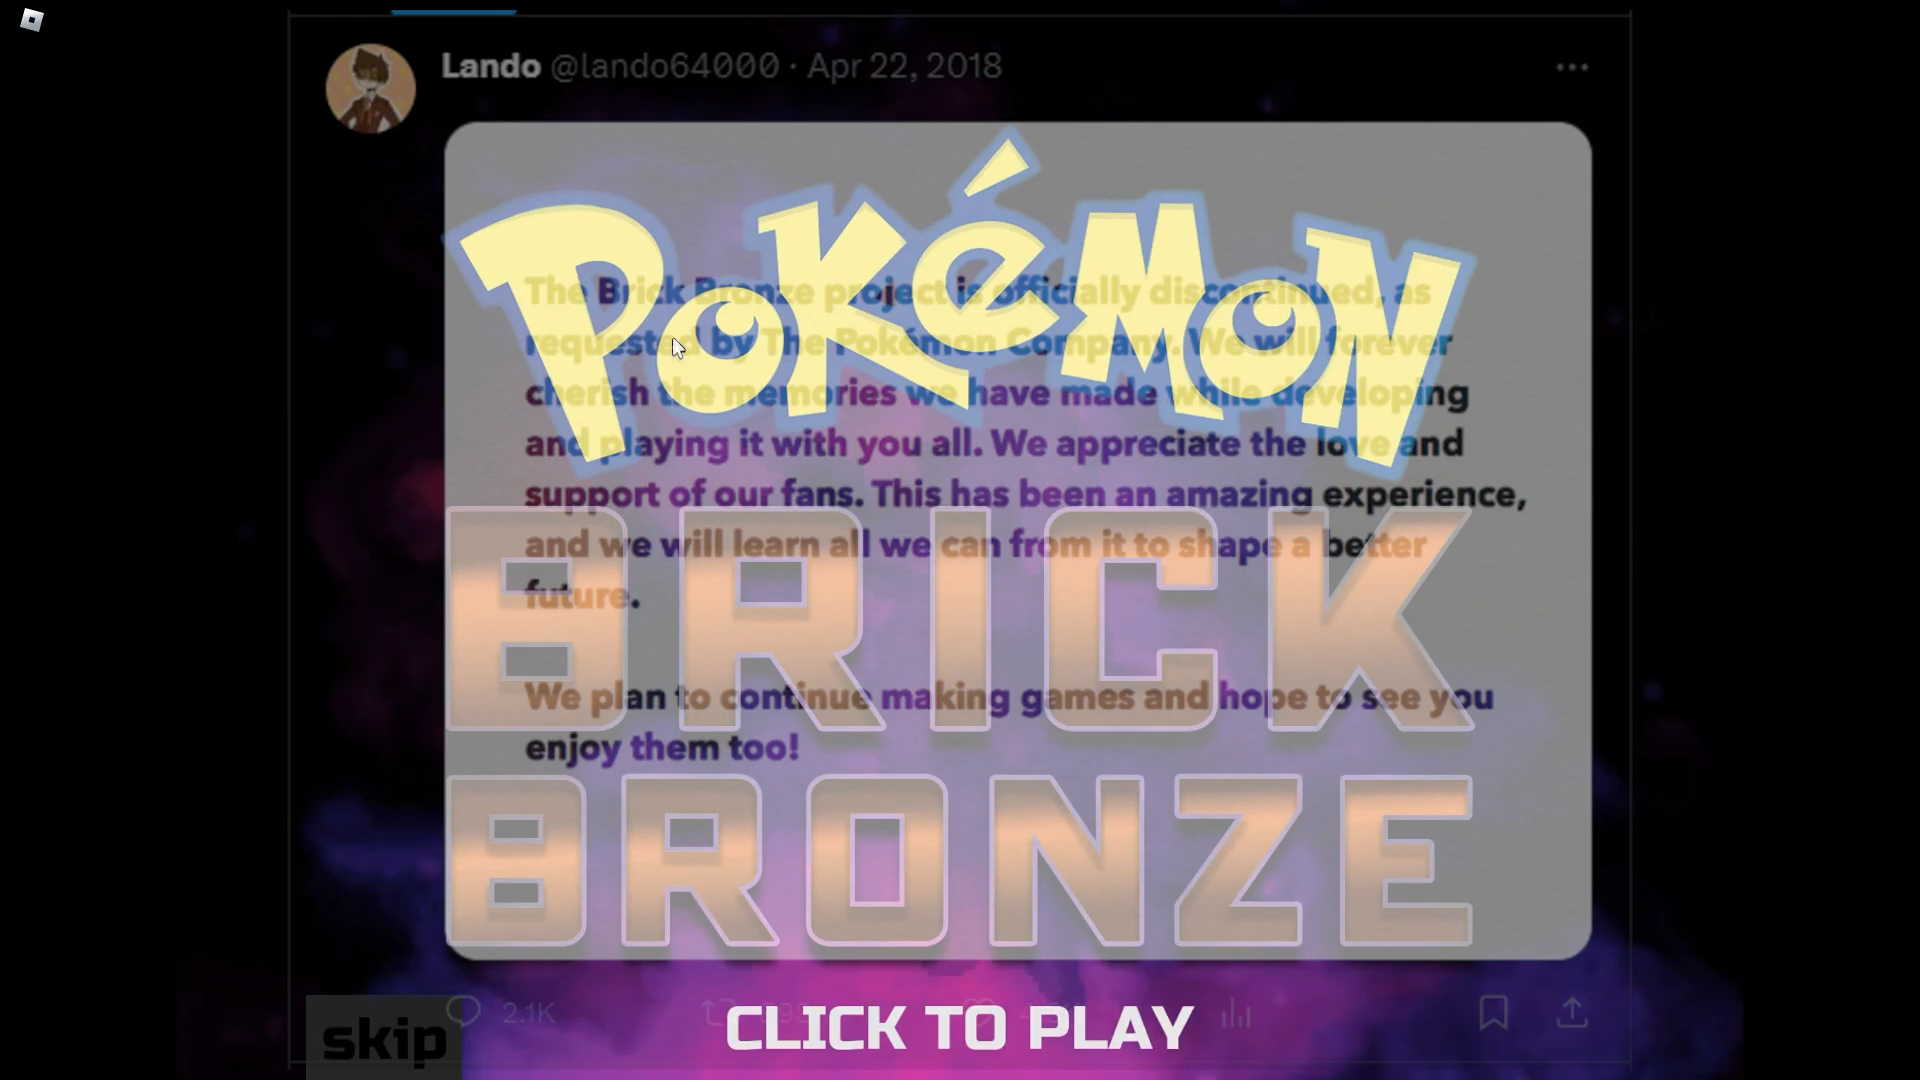 Lando @lando64000 · Apr 22, 2018
POKéMON
The Brick Bronze project is officially discontinued, as
requested by The Pokémon Company. We will forever
cherish the memories we have made while developing
and playing it with you all. We appreciate the love and
support of our fans. This has been an amazing experience,
and we will learn all we can from it to shape a better
future.
BRICK
We plan to continue making games and hope to see you
enjoy them too!
BRONZE
2.1K
CLICK TO PLAY
skip